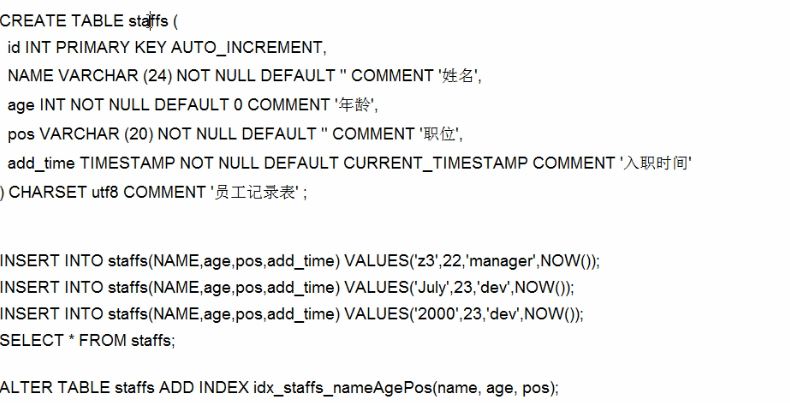 CREATE TABLE staffs (
id INT PRIMARY KEY AUTO_INCREMENT,
NAME VARCHAR (24) NOT NULL DEFAULT '' COMMENT '姓名',
age INT NOT NULL DEFAULT 0 COMMENT '年龄',
pos VARCHAR (20) NOT NULL DEFAULT '' COMMENT '职位',
add_time TIMESTAMP NOT NULL DEFAULT CURRENT_TIMESTAMP COMMENT '入职时间'
) CHARSET utf8 COMMENT '员工记录表' ;
INSERT INTO staffs(NAME,age,pos,add_time) VALUES('z3',22,'manager',NOW());
INSERT INTO staffs(NAME,age,pos,add_time) VALUES('July',23,'dev',NOW());
INSERT INTO staffs(NAME,age,pos,add_time) VALUES('2000',23,'dev',NOW());
SELECT * FROM staffs;
ALTER TABLE staffs ADD INDEX idx_staffs_nameAgePos(name, age, pos);